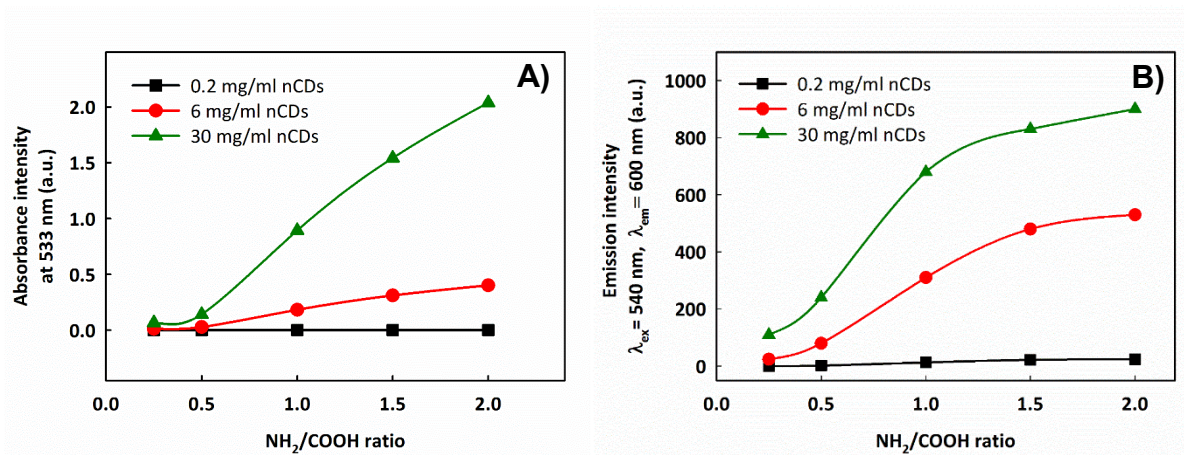 A)
0.2 mg/ml nCDs
6 mg/ml nCDs
30 mg/ml nCDs
Absorbance intensity
at 533 nm (a.u.)
2.0
1.5
1.0
0.5
0.0
0.0 0.5 1.0 1.5 2.0
NH₂/COOH ratio
B)
0.2 mg/ml nCDs
6 mg/ml nCDs
30 mg/ml nCDs
Emission intensity
λex= 540 nm, λem= 600 nm (a.u.)
1000
800
600
400
200
0
0.0 0.5 1.0 1.5 2.0
NH₂/COOH ratio